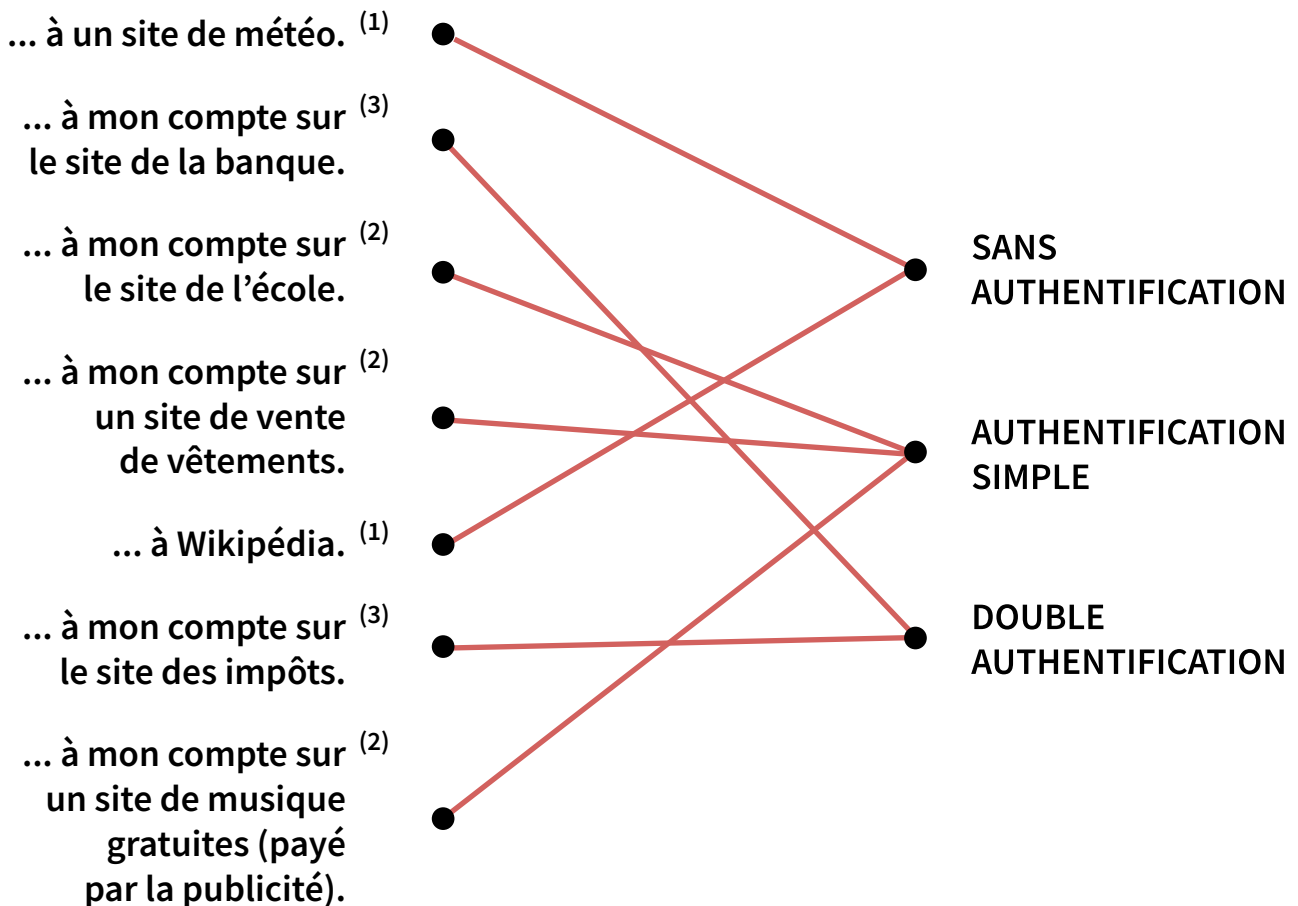 ... à un site de météo. (1)
... à mon compte sur (3)
le site de la banque.
... à mon compte sur (2)
le site de l’école.
... à mon compte sur (2)
un site de vente
de vêtements.
... à Wikipédia. (1)
... à mon compte sur (3)
le site des impôts.
... à mon compte sur (2)
un site de musique
gratuites (payé
par la publicité).
SANS
AUTHENTIFICATION
AUTHENTIFICATION
SIMPLE
DOUBLE
AUTHENTIFICATION